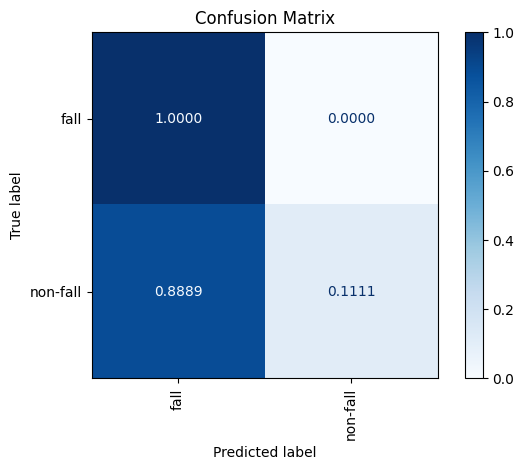 Confusion Matrix
True label
fall
1.0000 0.0000
non-fall
0.8889 0.1111
fall
non-fall
Predicted label
1.0
0.8
0.6
0.4
0.2
0.0